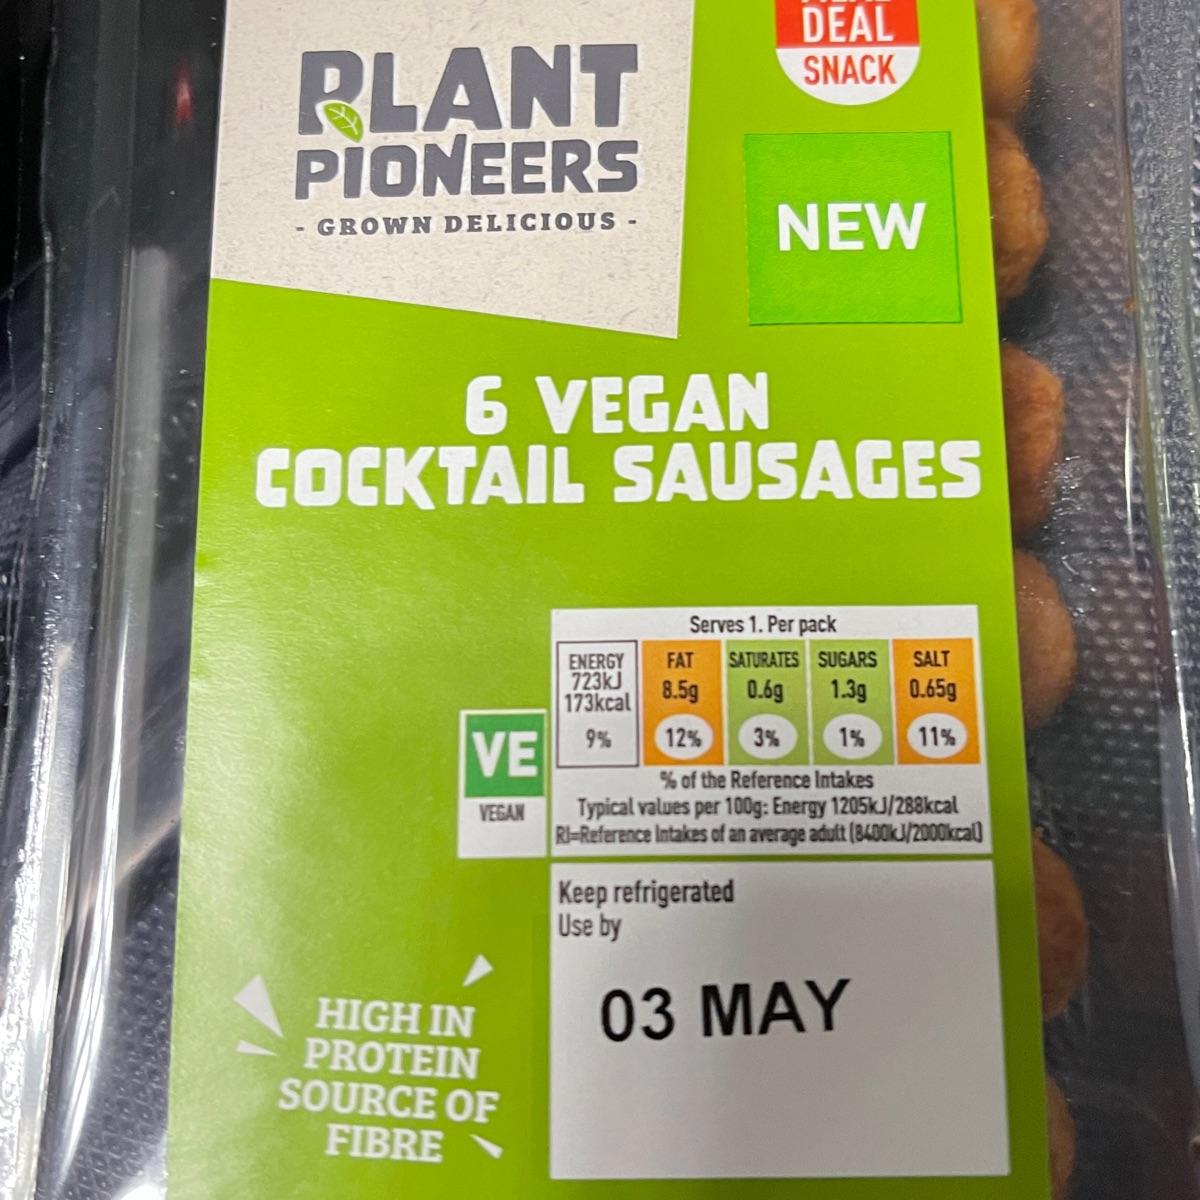 PLANT
PIONEERS
- GROWN DELICIOUS -
DEAL
SNACK
NEW
6 VEGAN
COCKTAIL SAUSAGES
Serves 1. Per pack
ENERGY
723kJ
173kcal
9%
FAT
8.5g
12%
SATURATES
0.6g
3%
SUGARS
1.3g
1%
SALT
0.65g
11%
% of the Reference Intakes
Typical values per 100g: Energy 1205kJ/288kcal
RI=Reference Intakes of an average adult (8400kJ/2000kcal)
VE
VEGAN
Keep refrigerated
Use by
03 MAY
HIGH IN
PROTEIN
SOURCE OF
FIBRE